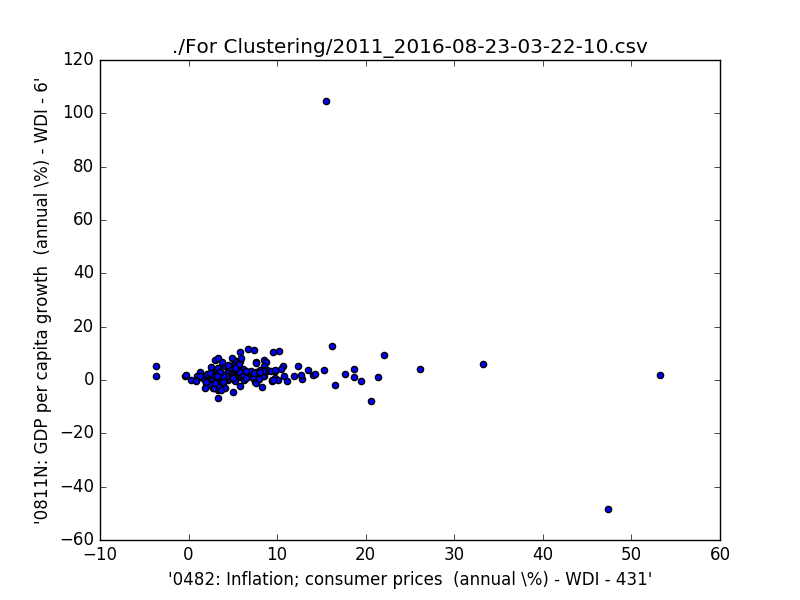 ./For Clustering/2011_2016-08-23-03-22-10.csv
120
100
80
60
40
20
0
−20
−40
−60
'0811N: GDP per capita growth  (annual \%) - WDI - 6'
−10 0 10 20 30 40 50 60
'0482: Inflation; consumer prices  (annual \%) - WDI - 431'